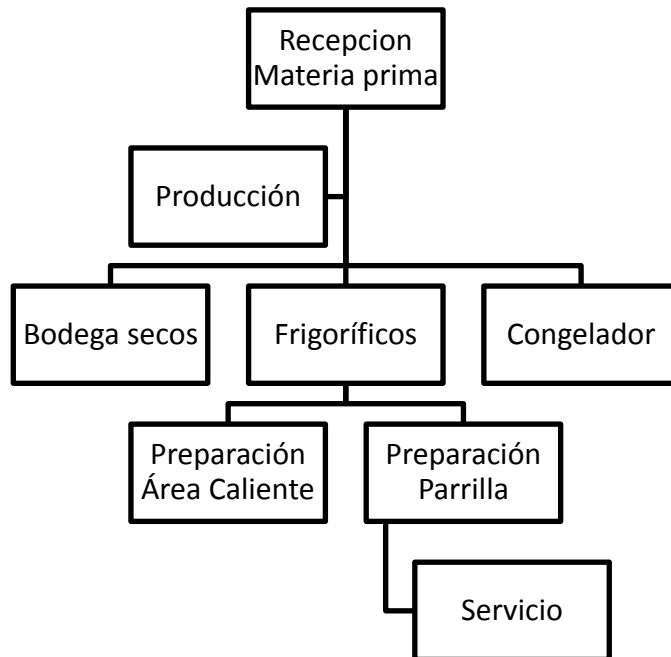 Recepcion
Materia prima
Producción
Bodega secos
Frigoríficos
Congelador
Preparación
Área Caliente
Preparación
Parrilla
Servicio